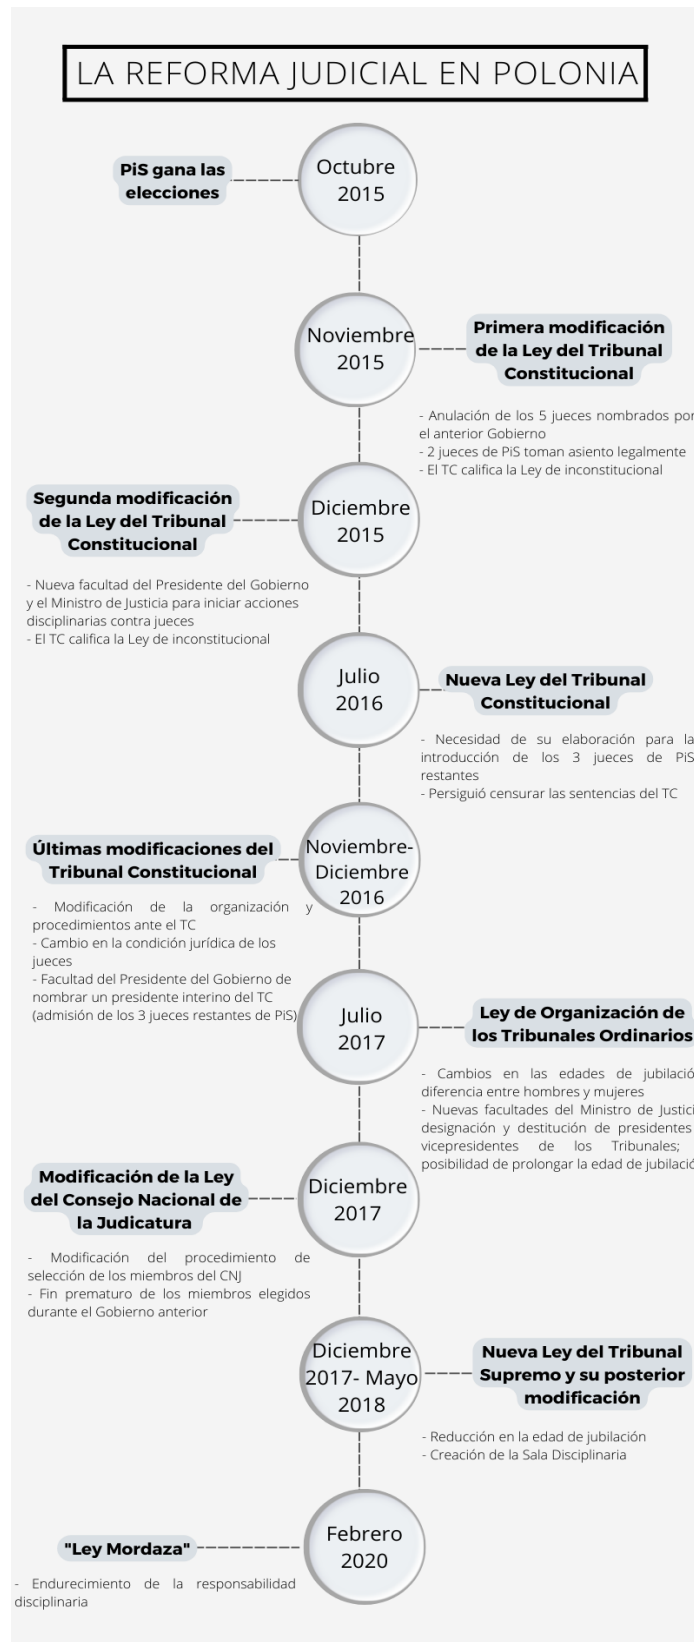 LA REFORMA JUDICIAL EN POLONIA
Octubre
2015
PiS gana las
elecciones
Noviembre
2015
Primera modificación
de la Ley del Tribunal
Constitucional
- Anulación de los 5 jueces nombrados por
el anterior Gobierno
- 2 jueces de PiS toman asiento legalmente
- El TC califica la Ley de inconstitucional
Diciembre
2015
Segunda modificación
de la Ley del Tribunal
Constitucional
- Nueva facultad del Presidente del Gobierno
y el Ministro de Justicia para iniciar acciones
disciplinarias contra jueces
- El TC califica la Ley de inconstitucional
Julio
2016
Nueva Ley del Tribunal
Constitucional
- Necesidad de su elaboración para la
introducción de los 3 jueces de PiS
restantes
- Persiguió censurar las sentencias del TC
Noviembre-
Diciembre
2016
Últimas modificaciones del
Tribunal Constitucional
- Modificación de la organización y
procedimientos ante el TC
- Cambio en la condición jurídica de los
jueces
- Facultad del Presidente del Gobierno de
nombrar un presidente interino del TC
(admisión de los 3 jueces restantes de PiS)
Julio
2017
Ley de Organización de
los Tribunales Ordinarios
- Cambios en las edades de jubilació
diferencia entre hombres y mujeres
- Nuevas facultades del Ministro de Justici
designación y destitución de presidentes
vicepresidentes de los Tribunales;
posibilidad de prolongar la edad de jubilació
Diciembre
2017
Modificación de la Ley
del Consejo Nacional de
la Judicatura
- Modificación del procedimiento de
selección de los miembros del CNJ
- Fin prematuro de los miembros elegidos
durante el Gobierno anterior
Diciembre
2017- Mayo
2018
Nueva Ley del Tribunal
Supremo y su posterior
modificación
- Reducción en la edad de jubilación
- Creación de la Sala Disciplinaria
Febrero
2020
"Ley Mordaza"
- Endurecimiento de la responsabilidad
disciplinaria